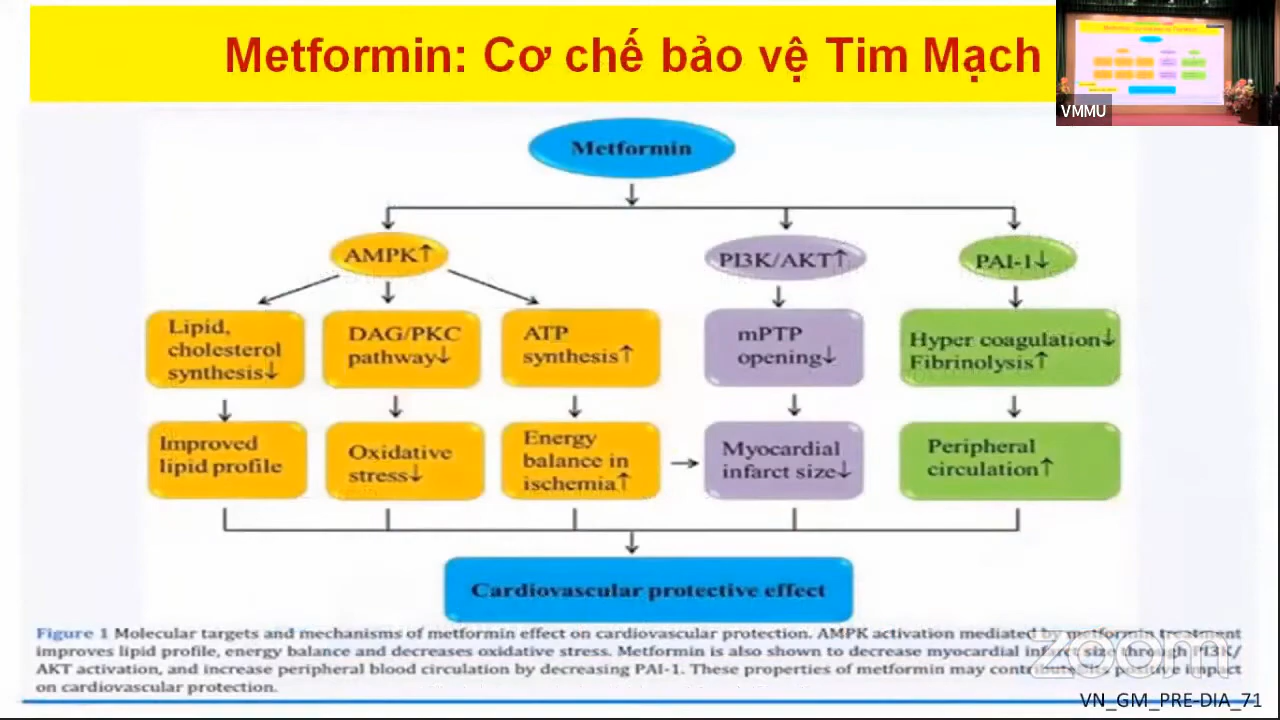 Metformin: Cơ chế bảo vệ Tim Mạch
VMMU
Metformin
AMPK↑
PI3K/AKT↑
PAI-1↓
Lipid,
cholesterol
synthesis↓
DAG/PKC
pathway↓
ATP
synthesis↑
mPTP
opening↓
Hyper coagulation↓
Fibrinolysis↑
Improved
lipid profile
Oxidative
stress↓
Energy
balance in
ischemia↑
Myocardial
infarct size↓
Peripheral
circulation↑
Cardiovascular protective effect
Figure 1 Molecular targets and mechanisms of metformin effect on cardiovascular protection. AMPK activation mediated by metformin treatment
improves lipid profile, energy balance and decreases oxidative stress. Metformin is also shown to decrease myocardial infarct size through PI3K/
AKT activation, and increase peripheral blood circulation by decreasing PAI-1. These properties of metformin may contribute its positive impact
on cardiovascular protection.
zoom
VN_GM_PRE-DIA_71